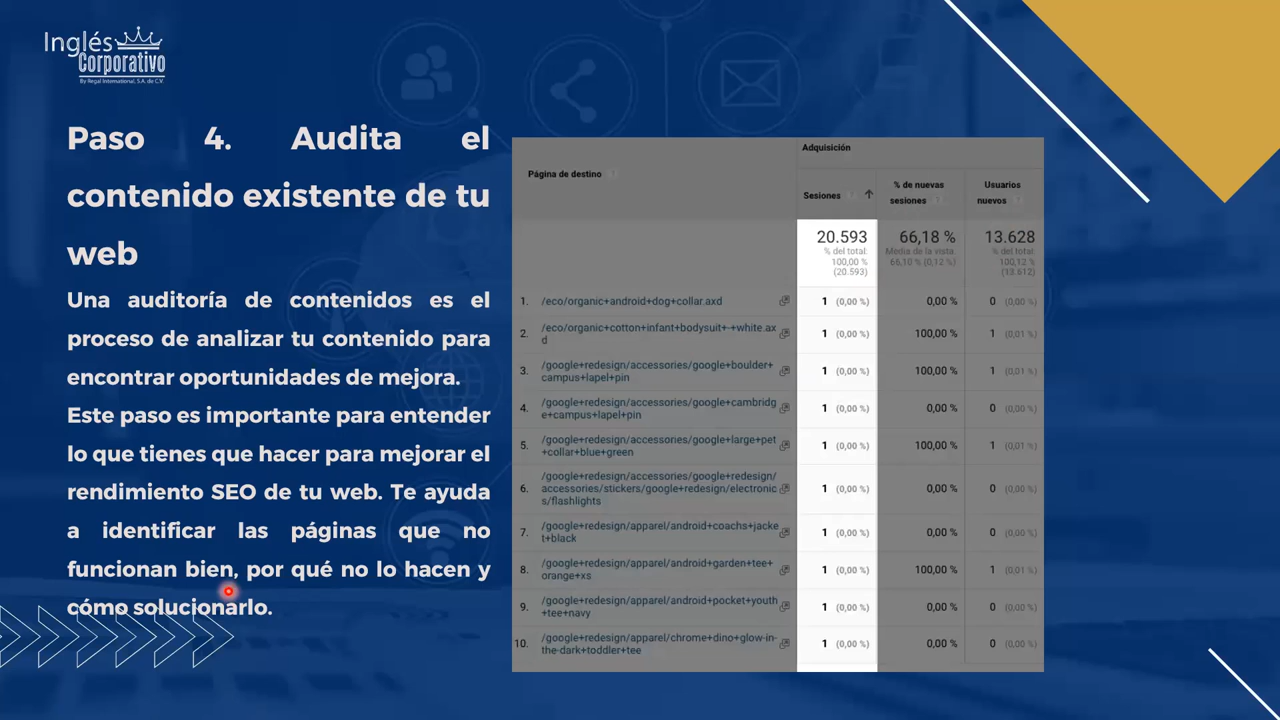 Inglés
Corporativo
By Regal International, S.A. de C.V.
Paso 4. Audita el
contenido existente de tu
web
Una auditoría de contenidos es el
proceso de analizar tu contenido para
encontrar oportunidades de mejora.
Este paso es importante para entender
lo que tienes que hacer para mejorar el
rendimiento SEO de tu web. Te ayuda
a identificar las páginas que no
funcionan bien, por qué no lo hacen y
cómo solucionarlo.
Adquisición
Página de destino ?
Sesiones ? ↑
% de nuevas
sesiones ?
Usuarios
nuevos ?
20.593
% del total:
100,00 %
(20.593)
66,18 %
Media de la vista:
66,10 % (0,12 %)
13.628
% del total:
100,12 %
(13.612)
1. /eco/organic+android+dog+collar.axd 1 (0,00 %) 0,00 % 0 (0,00 %)
2. /eco/organic+cotton+infant+bodysuit+-+white.ax
d 1 (0,00 %) 100,00 % 1 (0,01 %)
3. /google+redesign/accessories/google+boulder+
campus+lapel+pin 1 (0,00 %) 100,00 % 1 (0,01 %)
4. /google+redesign/accessories/google+cambridg
e+campus+lapel+pin 1 (0,00 %) 0,00 % 0 (0,00 %)
5. /google+redesign/accessories/google+large+pet
+collar+blue+green 1 (0,00 %) 100,00 % 1 (0,01 %)
6. /google+redesign/accessories/google+redesign/
accessories/stickers/google+redesign/electronic
s/flashlights 1 (0,00 %) 0,00 % 0 (0,00 %)
7. /google+redesign/apparel/android+coachs+jacke
t+black 1 (0,00 %) 0,00 % 0 (0,00 %)
8. /google+redesign/apparel/android+garden+tee+
orange+xs 1 (0,00 %) 100,00 % 1 (0,01 %)
9. /google+redesign/apparel/android+pocket+youth
+tee+navy 1 (0,00 %) 0,00 % 0 (0,00 %)
10. /google+redesign/apparel/chrome+dino+glow-in-
the-dark+toddler+tee 1 (0,00 %) 0,00 % 0 (0,00 %)